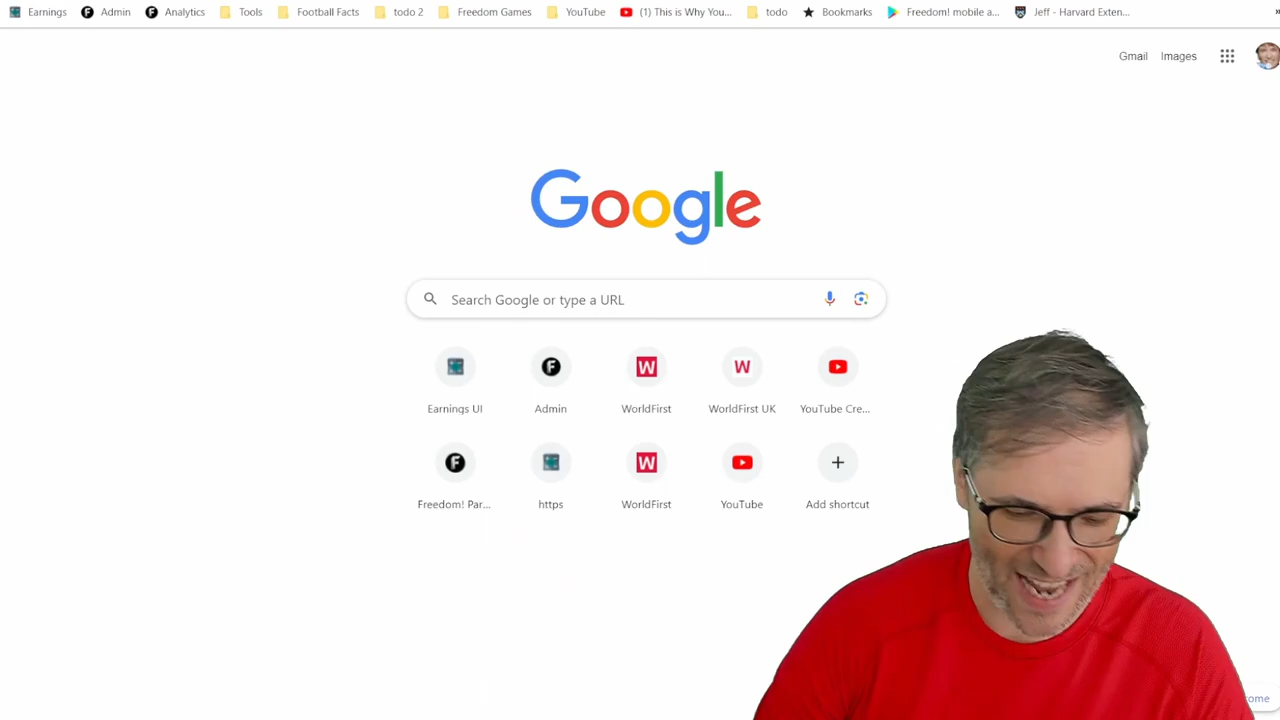 Earnings Admin Analytics Tools Football Facts todo 2 Freedom Games YouTube (1) This is Why You... todo Bookmarks Freedom! mobile a... Jeff - Harvard Exten... »
Gmail Images
Google
Search Google or type a URL
Earnings UI Admin WorldFirst WorldFirst UK YouTube Cre...
Freedom! Par... https WorldFirst YouTube Add shortcut